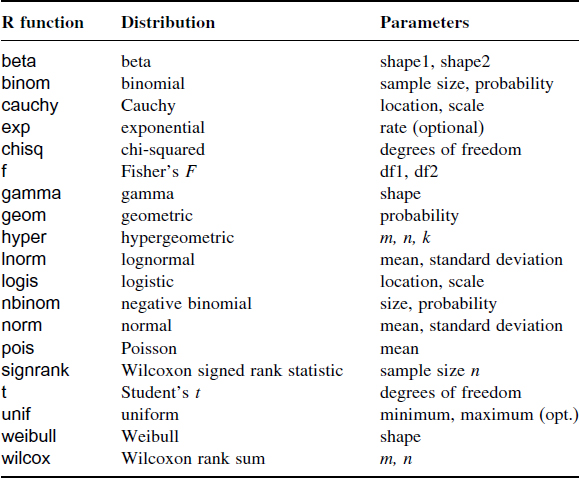 R function Distribution Parameters
beta beta shape1, shape2
binom binomial sample size, probability
cauchy Cauchy location, scale
exp exponential rate (optional)
chisq chi-squared degrees of freedom
f Fisher's F df1, df2
gamma gamma shape
geom geometric probability
hyper hypergeometric m, n, k
lnorm lognormal mean, standard deviation
logis logistic location, scale
nbinom negative binomial size, probability
norm normal mean, standard deviation
pois Poisson mean
signrank Wilcoxon signed rank statistic sample size n
t Student's t degrees of freedom
unif uniform minimum, maximum (opt.)
weibull Weibull shape
wilcox Wilcoxon rank sum m, n